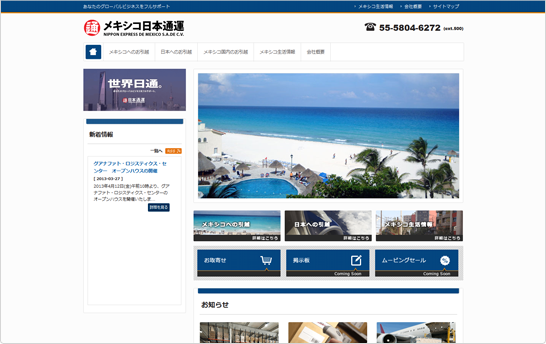 あなたのグローバルビジネスをフルサポート
メキシコ生活情報 会社概要 サイトマップ
メキシコ日本通運
NIPPON EXPRESS DE MEXICO S.A.DE C.V.
55-5804-6272 (ext.600)
メキシコへのお引越 日本へのお引越 メキシコ国内のお引越 メキシコ生活情報 会社概要
世界日通。
日本通運
新着情報
一覧へ RSS
グアナファト・ロジスティクス・センター オープンハウスの開催
[ 2013-03-27 ]
2013年4月12日(金)午前10時より、グア
ナファト・ロジスティクス・センターの
オープンハウスを開催いたしま
詳細を見る
メキシコへの引越
詳細はこちら
日本への引越
詳細はこちら
メキシコ生活情報
詳細はこちら
お取寄せ
掲示板
Coming Soon
ムービングセール
Coming Soon
お知らせ